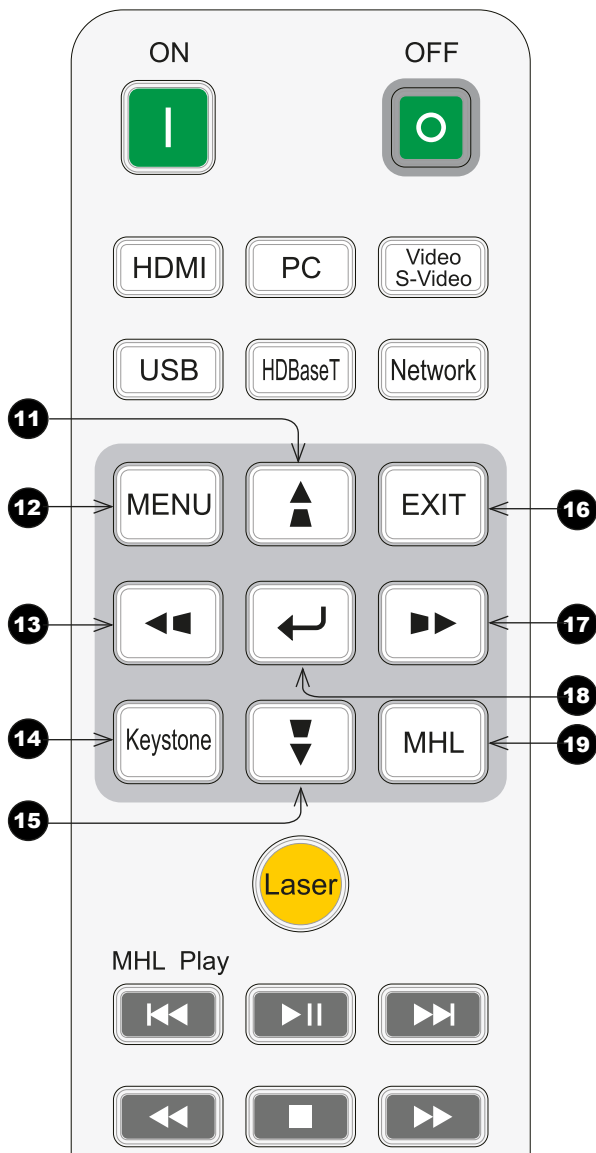 ON OFF
HDMI PC Video
S-Video
USB HDBaseT Network
11
12 MENU EXIT 16
13 17
18
14 Keystone MHL 19
15
Laser
MHL Play